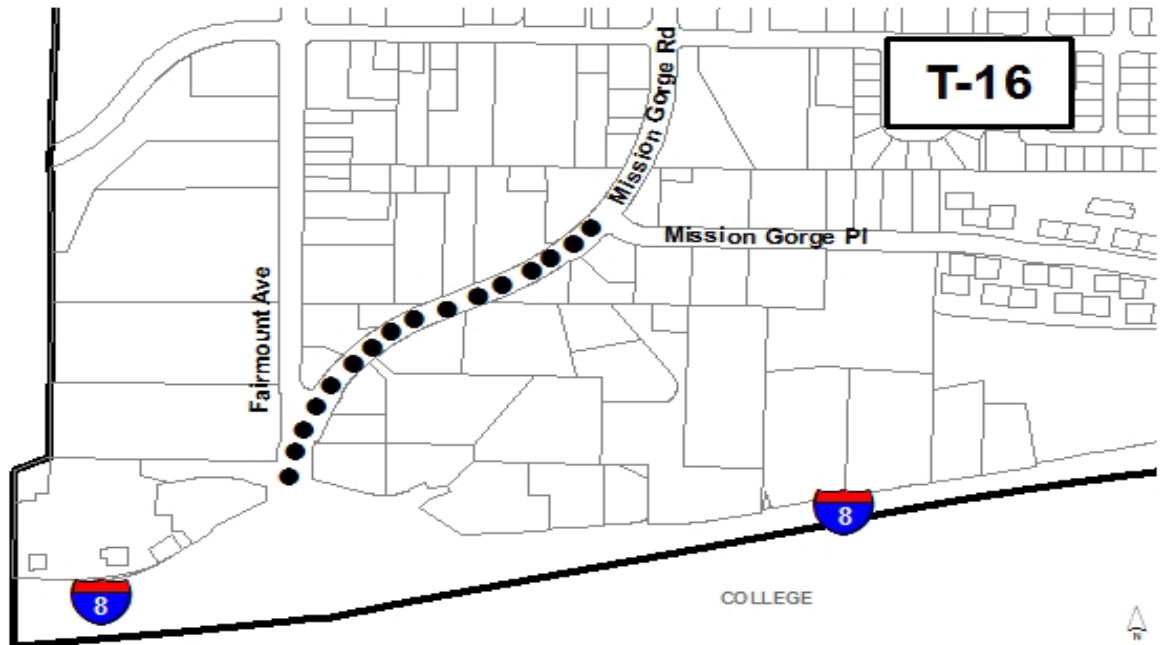 Mission Gorge Rd
T-16
Mission Gorge Pl
Fairmount Ave
8
8
COLLEGE
N